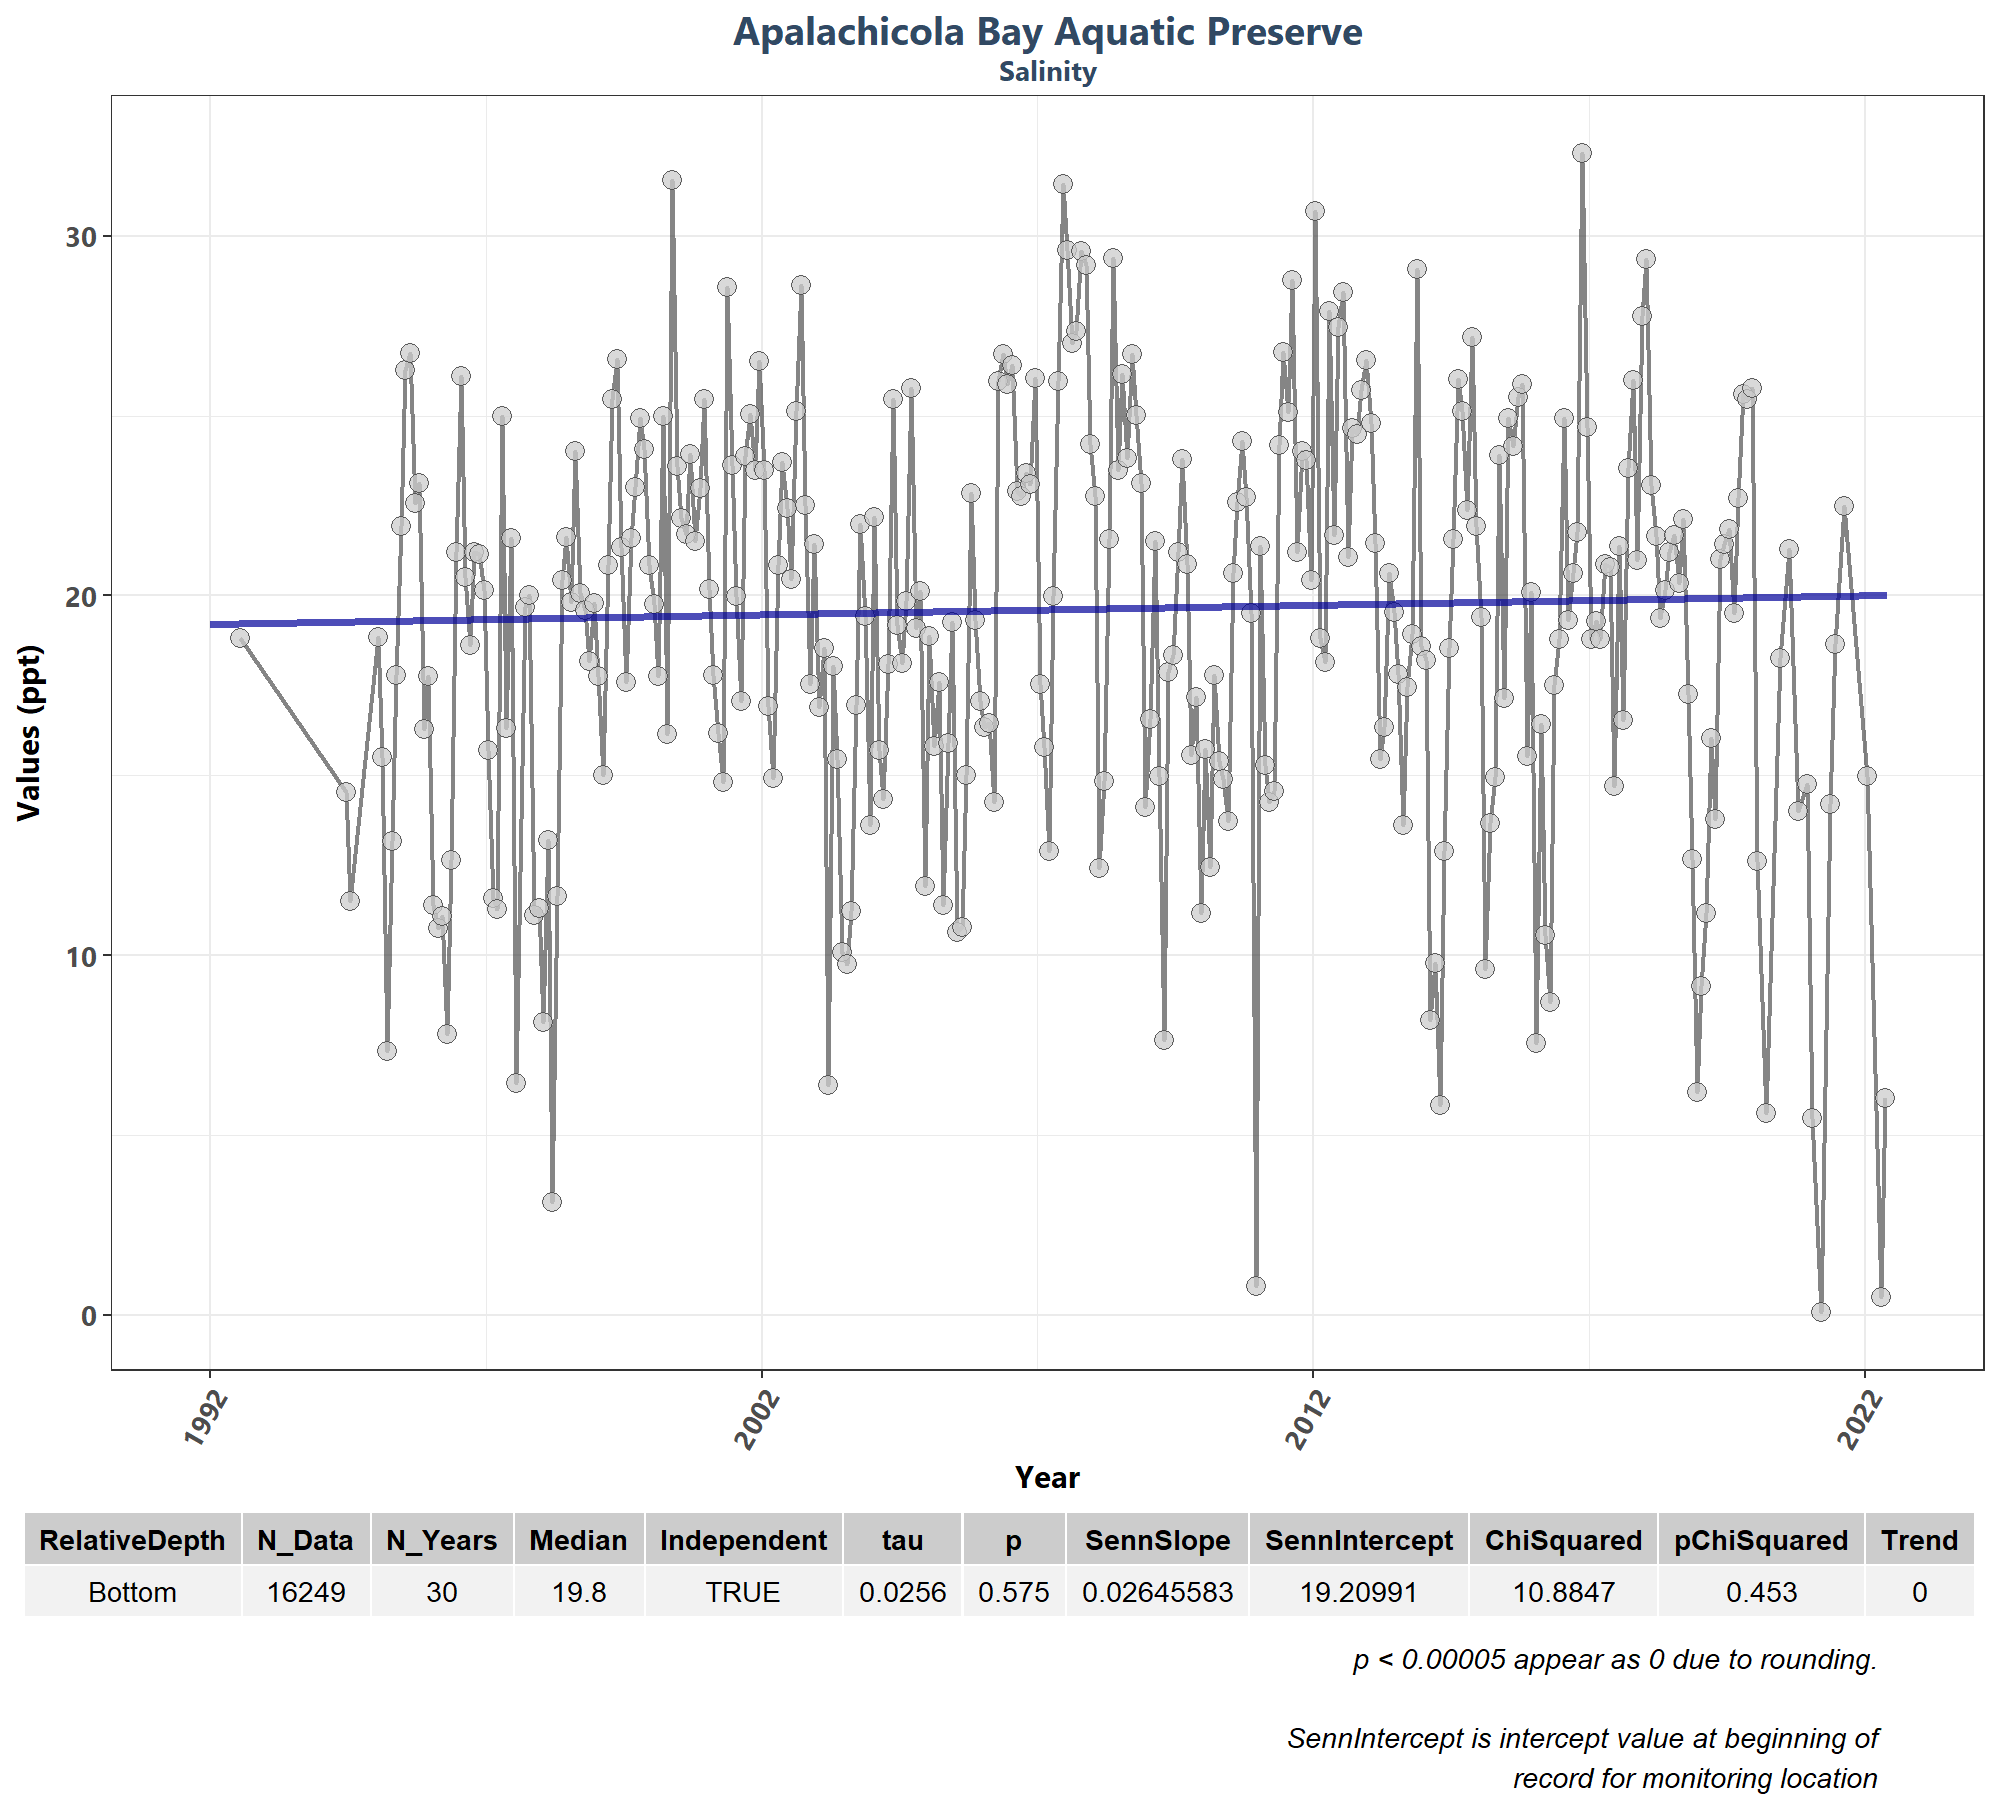 Apalachicola Bay Aquatic Preserve
Salinity
Values (ppt)
30
20
10
0
1992
2002
2012
2022
Year
RelativeDepth N_Data N_Years Median Independent tau p SennSlope SennIntercept ChiSquared pChiSquared Trend
Bottom 16249 30 19.8 TRUE 0.0256 0.575 0.02645583 19.20991 10.8847 0.453 0
p < 0.00005 appear as 0 due to rounding.
SennIntercept is intercept value at beginning of
record for monitoring location